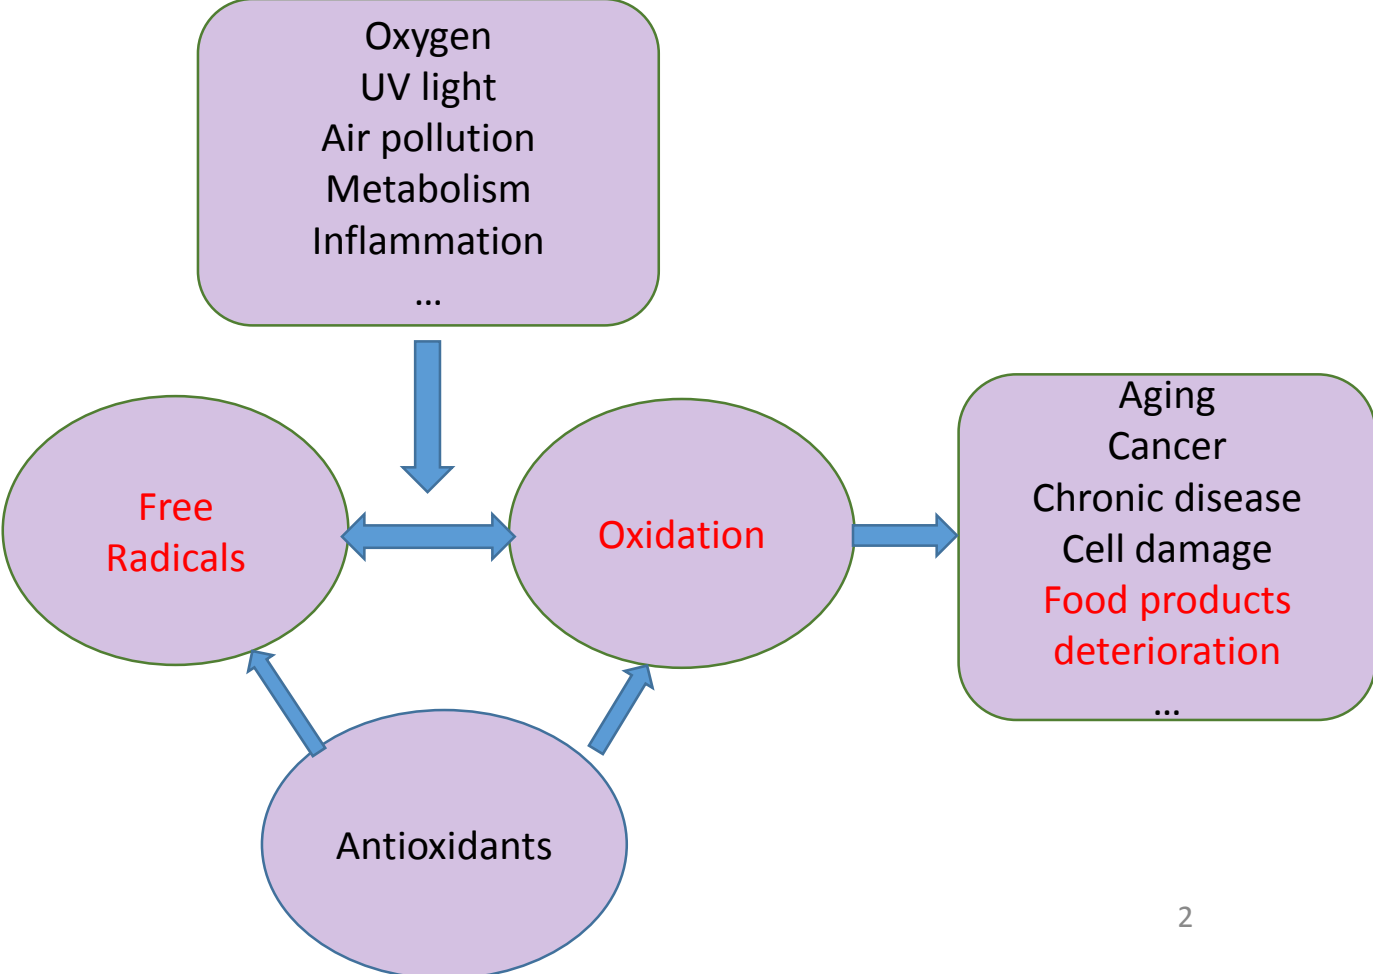 Oxygen
UV light
Air pollution
Metabolism
Inflammation
...
Free
Radicals
Oxidation
Aging
Cancer
Chronic disease
Cell damage
Food products
deterioration
...
Antioxidants
2